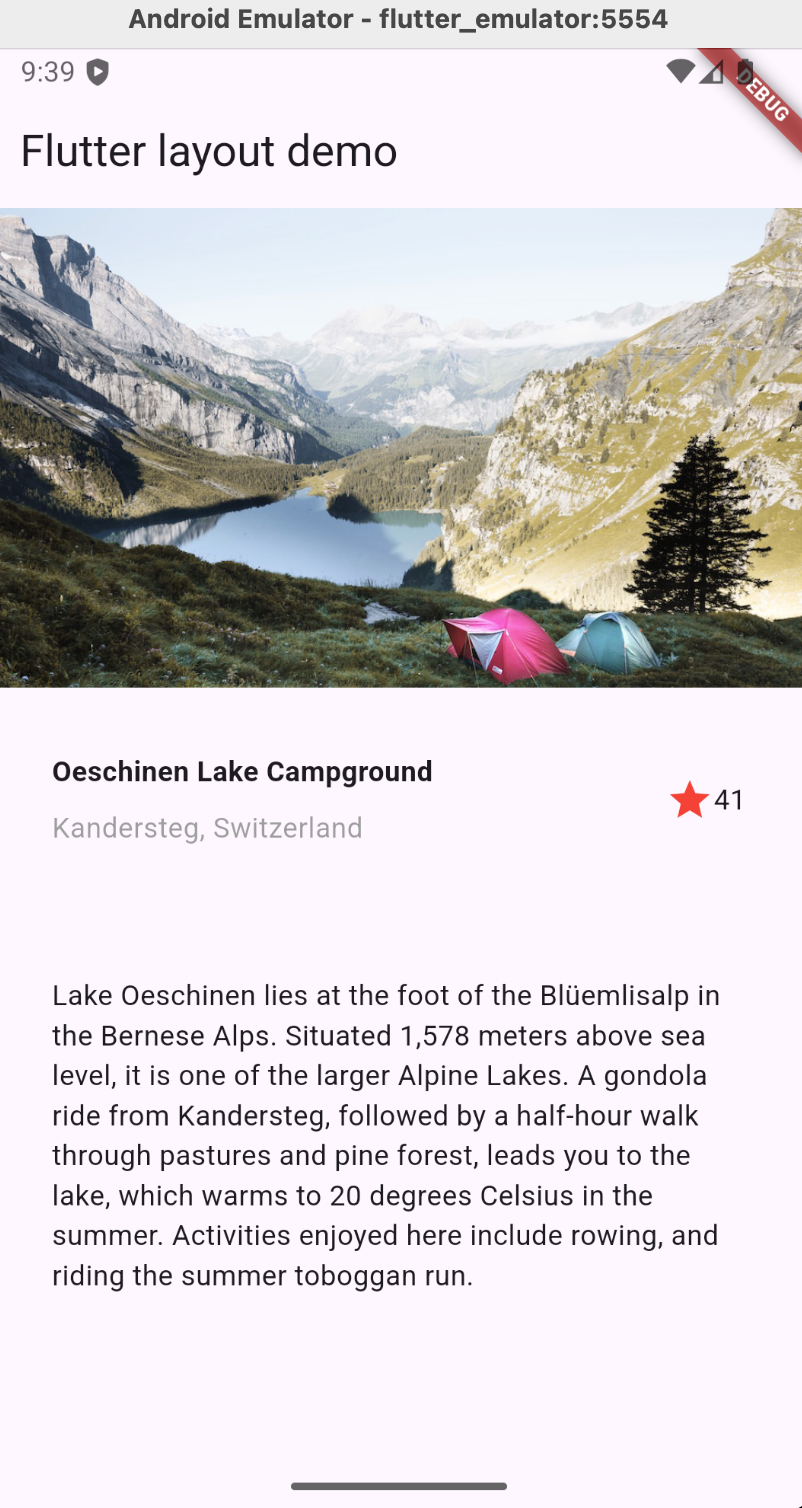 Android Emulator - flutter_emulator:5554
9:39
DEBUG
Flutter layout demo
Oeschinen Lake Campground
41
Kandersteg, Switzerland
Lake Oeschinen lies at the foot of the Blüemlisalp in
the Bernese Alps. Situated 1,578 meters above sea
level, it is one of the larger Alpine Lakes. A gondola
ride from Kandersteg, followed by a half-hour walk
through pastures and pine forest, leads you to the
lake, which warms to 20 degrees Celsius in the
summer. Activities enjoyed here include rowing, and
riding the summer toboggan run.